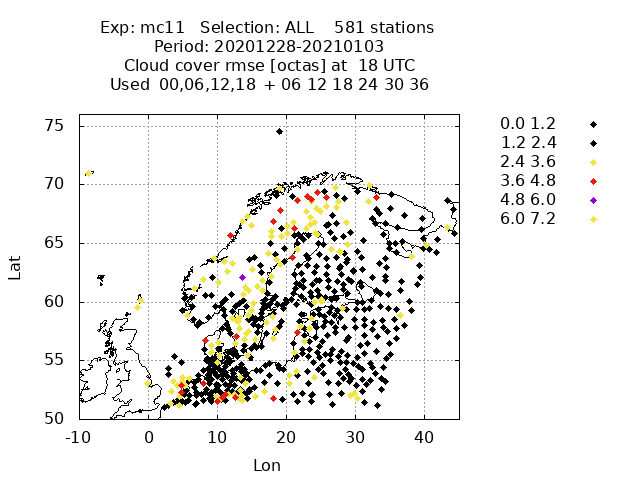 Exp: mc11 Selection: ALL 581 stations
Period: 20201228-20210103
Cloud cover rmse [octas] at 18 UTC
Used 00,06,12,18 + 06 12 18 24 30 36
75
70
65
60
55
50
Lat
-10 0 10 20 30 40
Lon
0.0 1.2
1.2 2.4
2.4 3.6
3.6 4.8
4.8 6.0
6.0 7.2